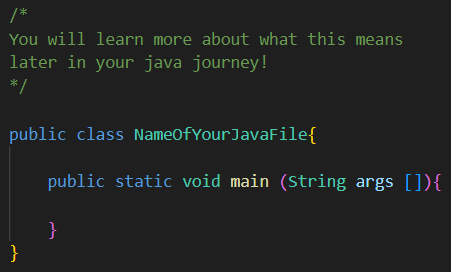 /*
You will learn more about what this means
later in your java journey!
*/
public class NameOfYourJavaFile{
public static void main (String args []){
}
}